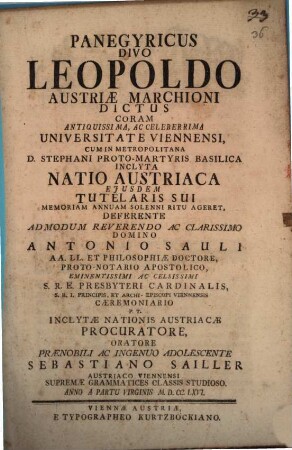 33
36
PANEGYRICUS
DIVO
LEOPOLDO
AUSTRIÆ MARCHIONI
DICTUS
CORAM
ANTIQUISSIMA, AC CELEBERRIMA
UNIVERSITATE VIENNENSI,
CUM IN METROPOLITANA
D. STEPHANI PROTO-MARTYRIS BASILICA
INCLYTA
NATIO AUSTRIACA
EJUSDEM
TUTELARIS SUI
MEMORIAM ANNUAM SOLENNI RITU AGERET,
DEFERENTE
ADMODUM REVERENDO AC CLARISSIMO
DOMINO
ANTONIO SAULI
AA. LL. ET PHILOSOPHIÆ DOCTORE,
PROTO-NOTARIO APOSTOLICO,
EMINENTISSIMI AC CELSISSIMI
S. R. E. PRESBYTERI CARDINALIS,
S. R. I. PRINCIPIS, ET ARCHI-EPISCOPI VIENNENSIS
CÆREMONIARIO
P. T.
INCLYTÆ NATIONIS AUSTRIACÆ
PROCURATORE,
ORATORE
PRÆNOBILI AC INGENUO ADOLESCENTE
SEBASTIANO SAILLER
AUSTRIACO VIENNENSI
SUPREMÆ GRAMMATICES CLASSIS STUDIOSO.
ANNO A PARTU VIRGINIS M. D. CC. LXVI.
VIENNÆ AUSTRIÆ,
E TYPOGRAPHEO KURTZBÖCKIANO.